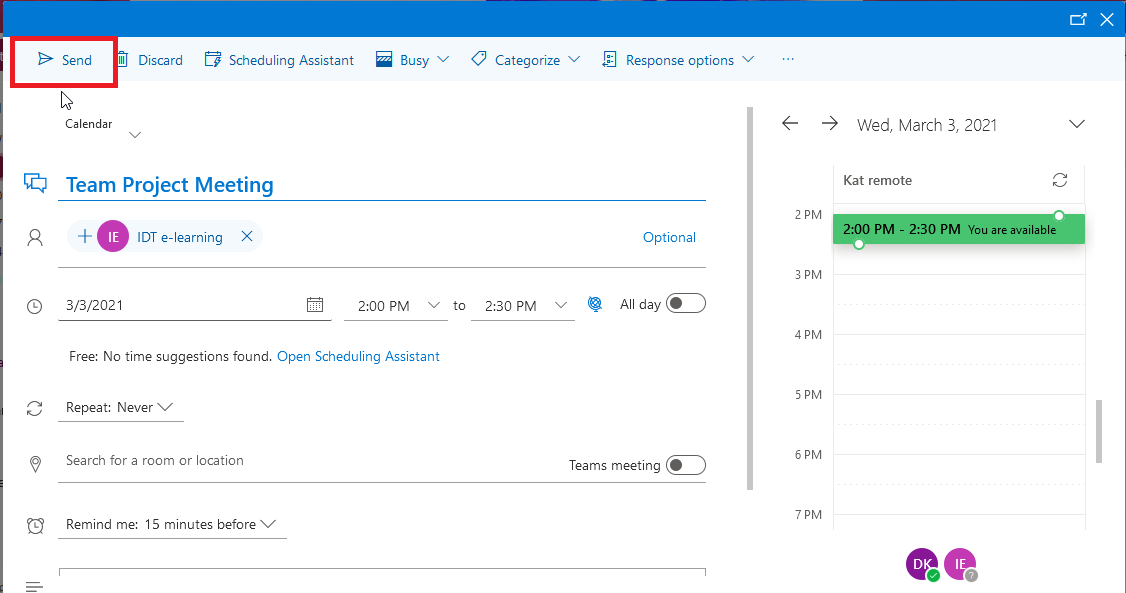 Send Discard Scheduling Assistant Busy Categorize Response options ...
Calendar
Wed, March 3, 2021
Team Project Meeting
Kat remote
IE IDT e-learning Optional
2 PM
2:00 PM - 2:30 PM You are available
3/3/2021 2:00 PM to 2:30 PM All day
3 PM
Free: No time suggestions found. Open Scheduling Assistant
4 PM
Repeat: Never
5 PM
Search for a room or location Teams meeting
6 PM
Remind me: 15 minutes before
7 PM
DK IE